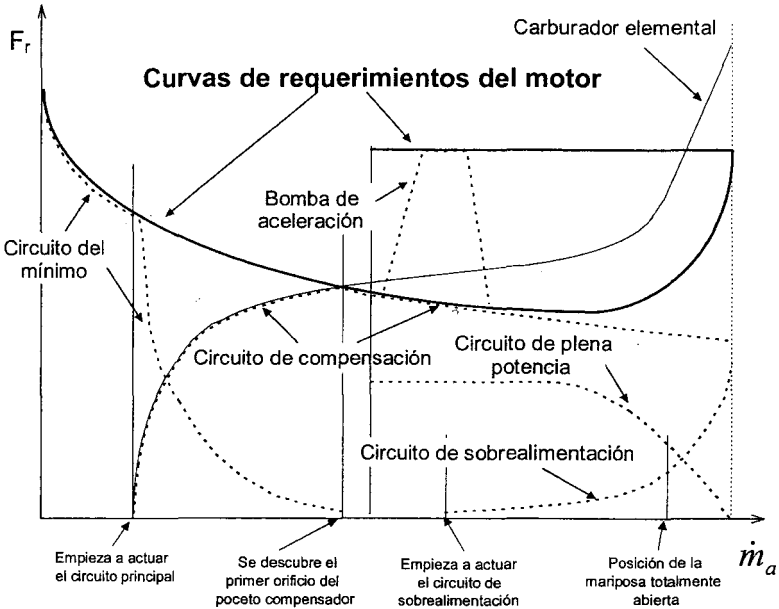 Carburador elemental
F_r
Curvas de requerimientos del motor
Bomba de
aceleración
Circuito del
mínimo
Circuito de compensación
Circuito de plena
potencia
Circuito de sobrealimentación
Empieza a actuar
el circuito principal
Se descubre el
primer orificio del
poceto compensador
Empieza a actuar
el circuito de
sobrealimentación
Posición de la
mariposa totalmente
abierta
ṁ_a